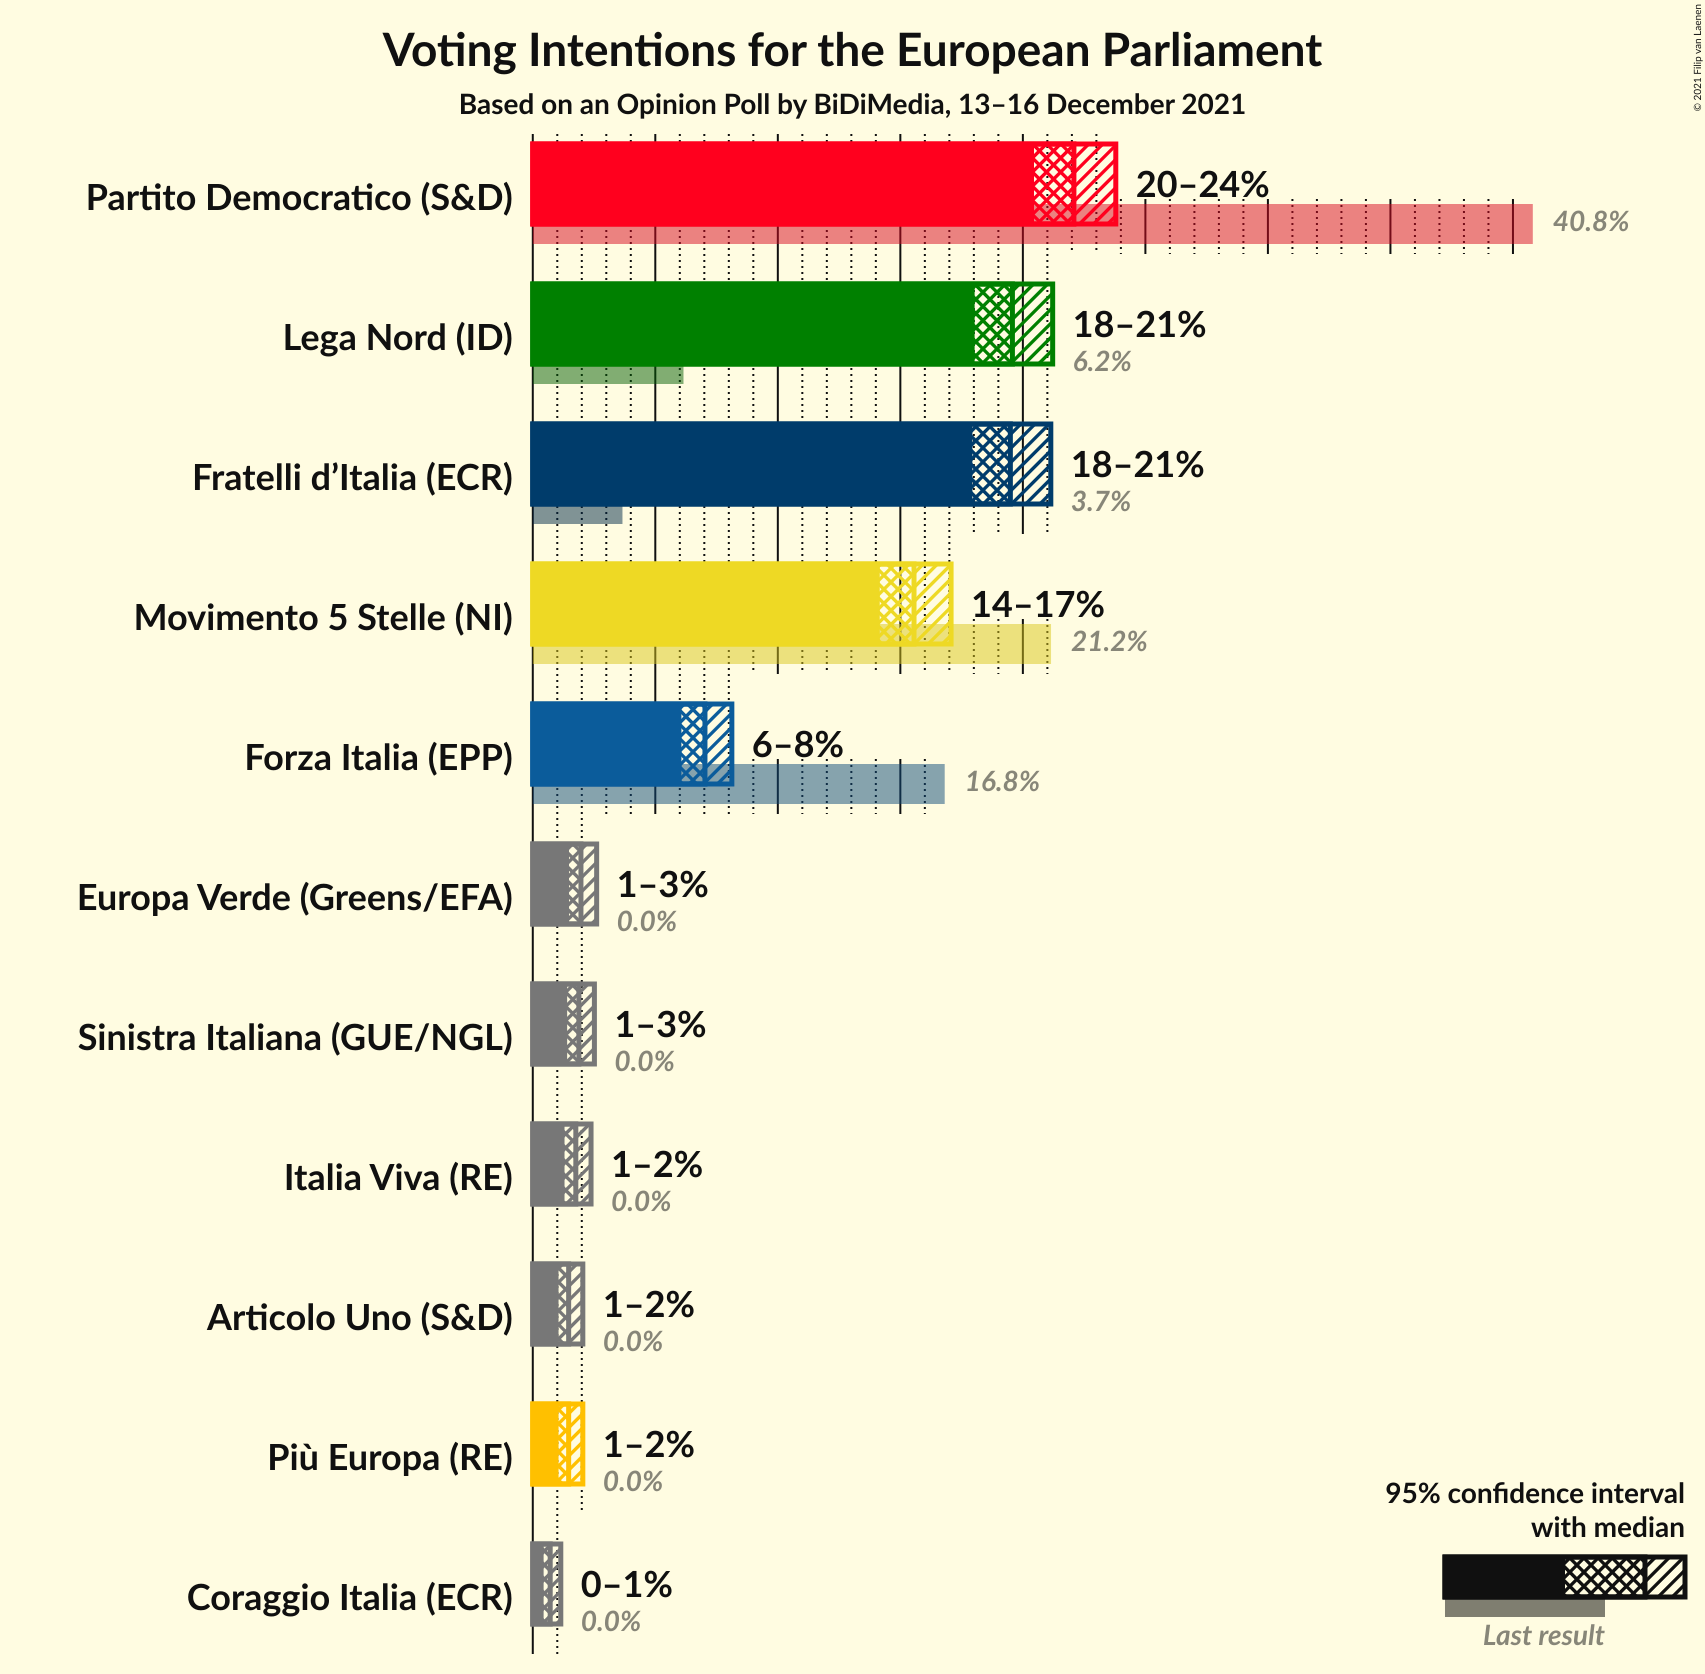 © 2021 Filip van Laenen
Voting Intentions for the European Parliament
Based on an Opinion Poll by BiDiMedia, 13–16 December 2021
Partito Democratico (S&D)
20–24%
40.8%
Lega Nord (ID)
18–21%
6.2%
Fratelli d’Italia (ECR)
18–21%
3.7%
Movimento 5 Stelle (NI)
14–17%
21.2%
Forza Italia (EPP)
6–8%
16.8%
Europa Verde (Greens/EFA)
1–3%
0.0%
Sinistra Italiana (GUE/NGL)
1–3%
0.0%
Italia Viva (RE)
1–2%
0.0%
Articolo Uno (S&D)
1–2%
0.0%
Più Europa (RE)
1–2%
0.0%
Coraggio Italia (ECR)
0–1%
0.0%
95% confidence interval
with median
Last result